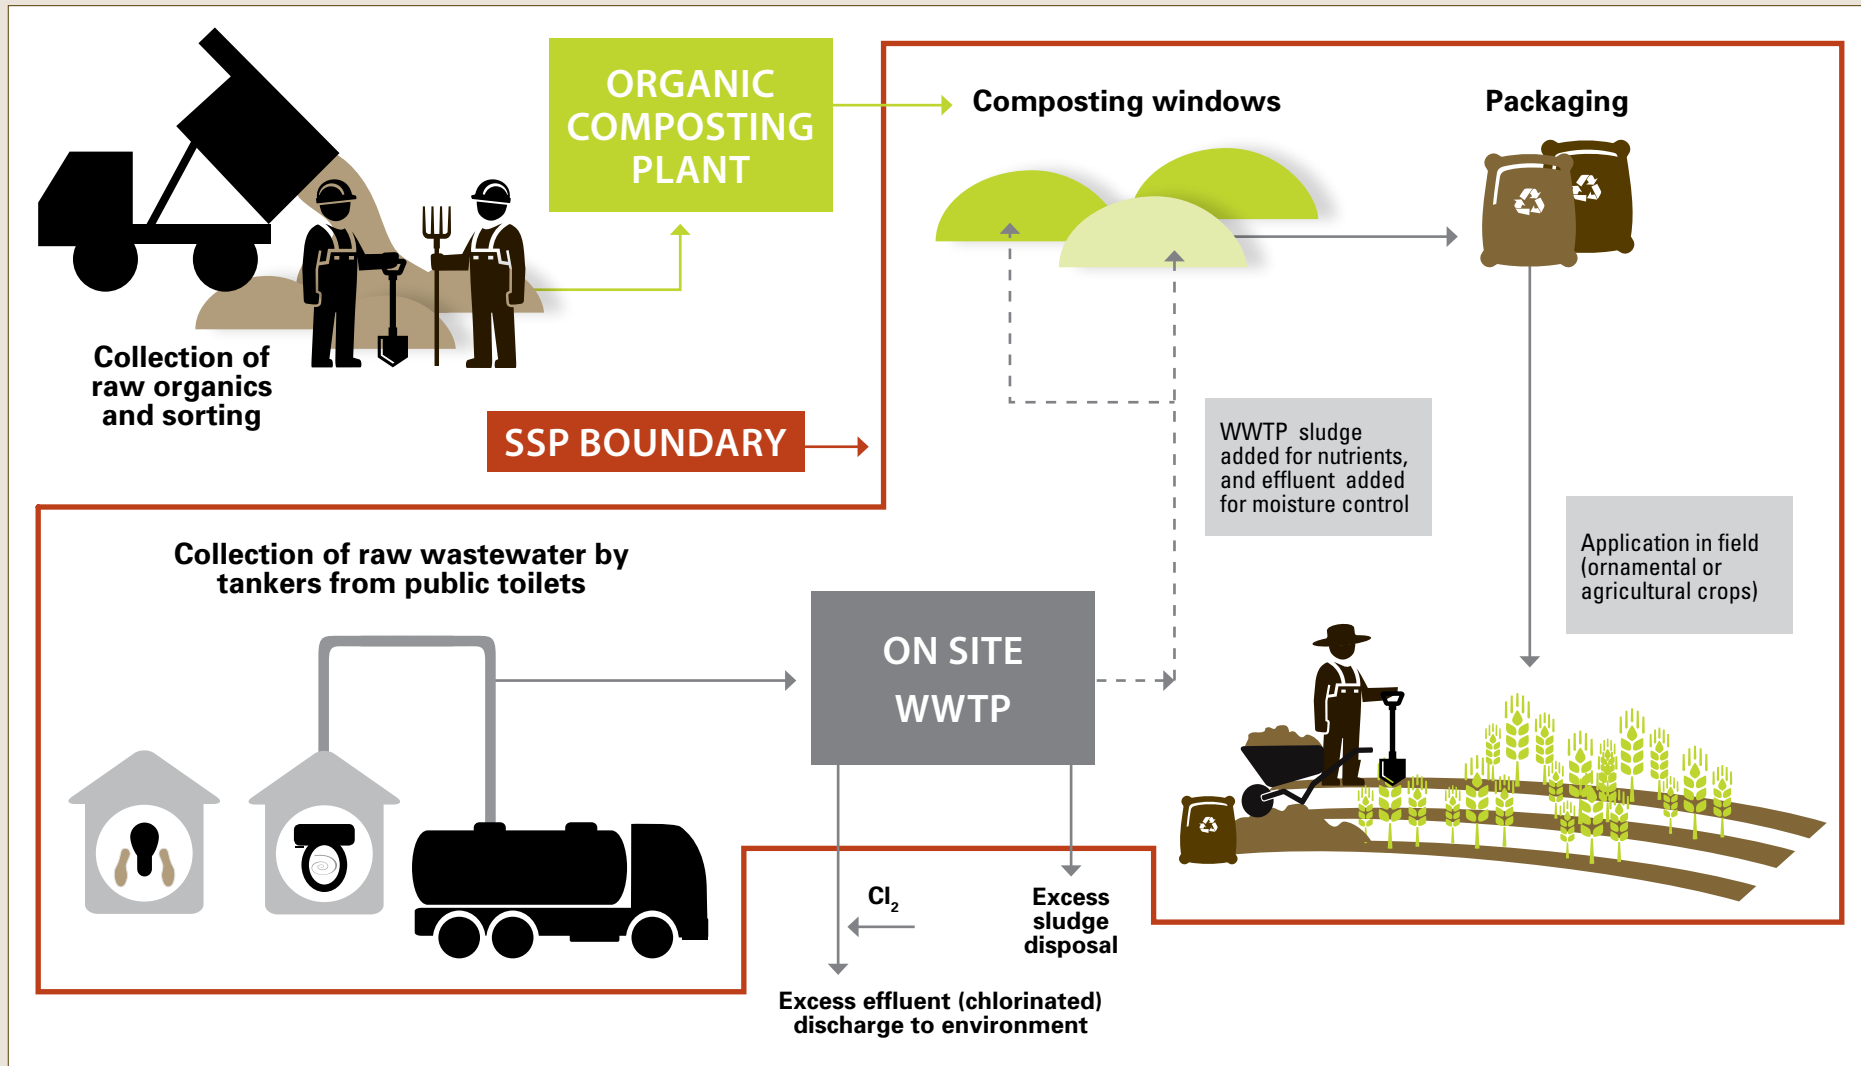 ORGANIC
COMPOSTING
PLANT
Composting windows
Packaging
Collection of
raw organics
and sorting
SSP BOUNDARY
WWTP sludge
added for nutrients,
and effluent added
for moisture control
Application in field
(ornamental or
agricultural crops)
Collection of raw wastewater by
tankers from public toilets
ON SITE
WWTP
Cl₂
Excess
sludge
disposal
Excess effluent (chlorinated)
discharge to environment